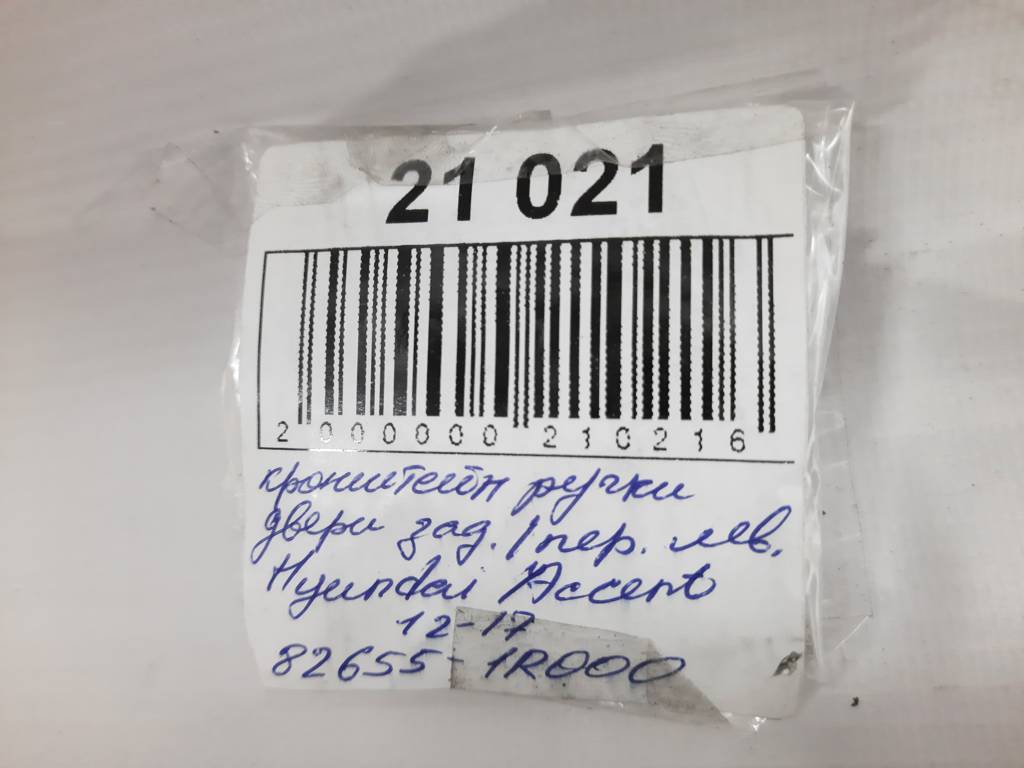 21 021
2 000000 210216
кронштейн ручки
двери зад. / пер. лев.
Hyundai Accent
12-17
82655-1R000